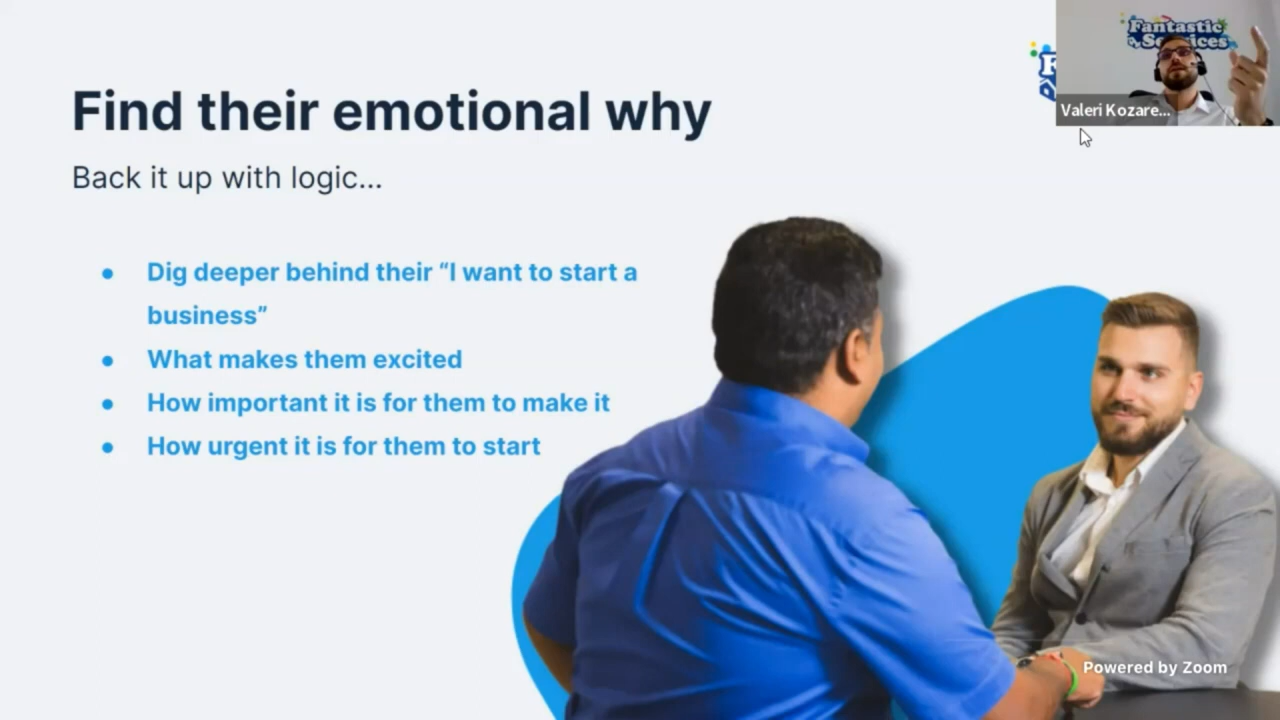 Fantastic
Services
Valeri Kozare...
Find their emotional why
Back it up with logic...
● Dig deeper behind their “I want to start a
business”
● What makes them excited
● How important it is for them to make it
● How urgent it is for them to start
Powered by Zoom